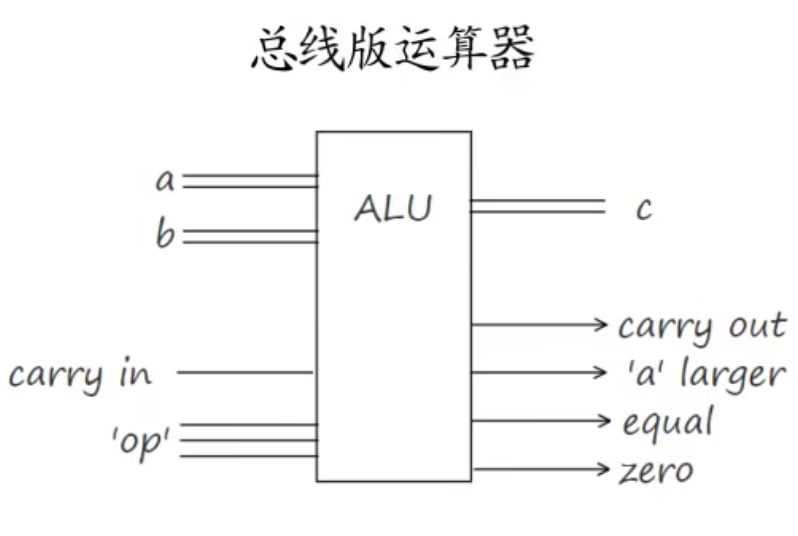 总线版运算器
a
b
ALU
c
carry in
'op'
carry out
'a' larger
equal
zero